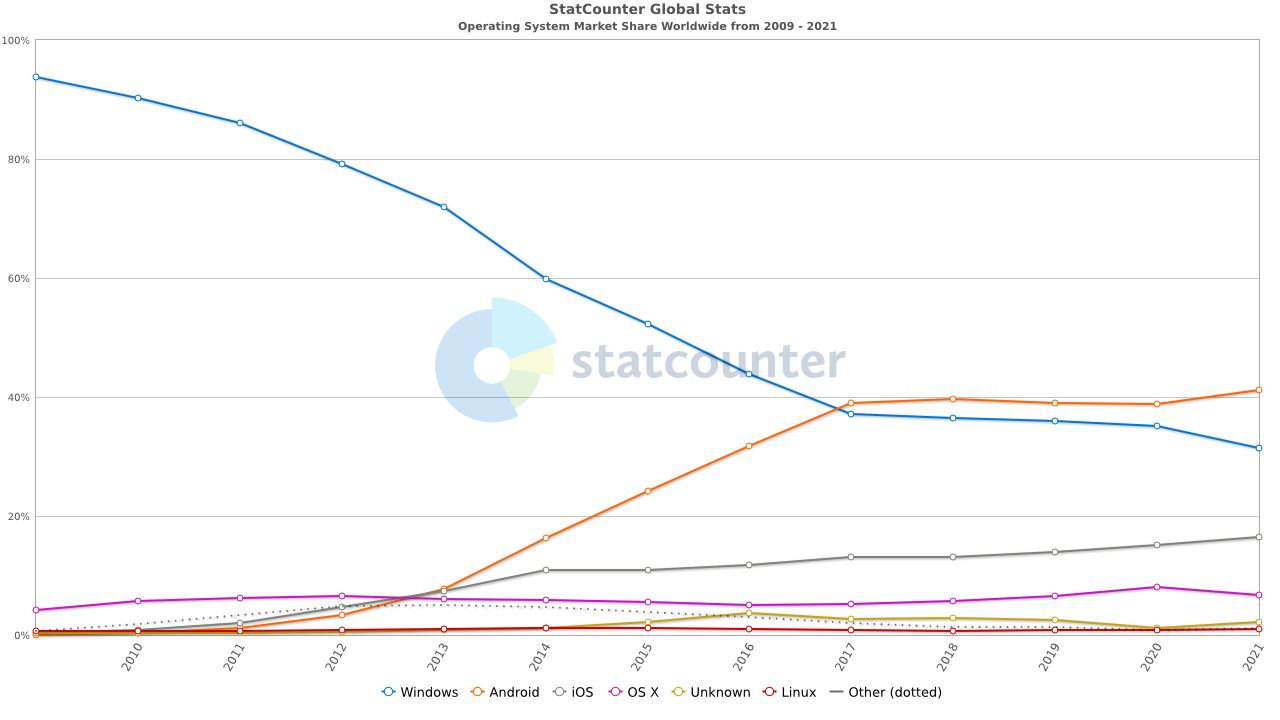 StatCounter Global Stats
Operating System Market Share Worldwide from 2009 - 2021
100%
80%
60%
statcounter
40%
20%
0%
2010 2011 2012 2013 2014 2015 2016 2017 2018 2019 2020 2021
Windows Android iOS OS X Unknown Linux Other (dotted)